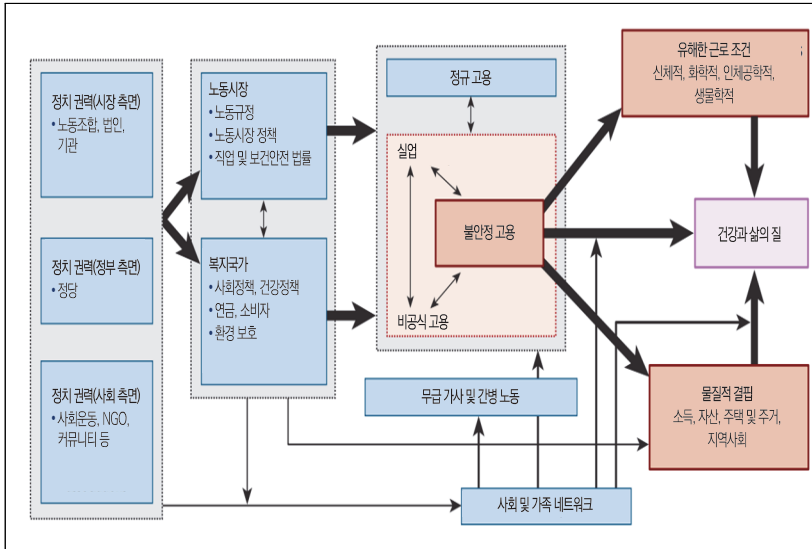 정치 권력(시장 측면)
• 노동조합, 법인,
기관
정치 권력(정부 측면)
• 정당
정치 권력(사회 측면)
• 사회운동, NGO,
커뮤니티 등
노동시장
• 노동규정
• 노동시장 정책
• 직업 및 보건안전 법률
복지국가
• 사회정책, 건강정책
• 연금, 소비자
• 환경 보호
정규 고용
실업
불안정 고용
비공식 고용
무급 가사 및 간병 노동
사회 및 가족 네트워크
유해한 근로 조건
신체적, 화학적, 인체공학적,
생물학적
건강과 삶의 질
물질적 결핍
소득, 자산, 주택 및 주거,
지역사회